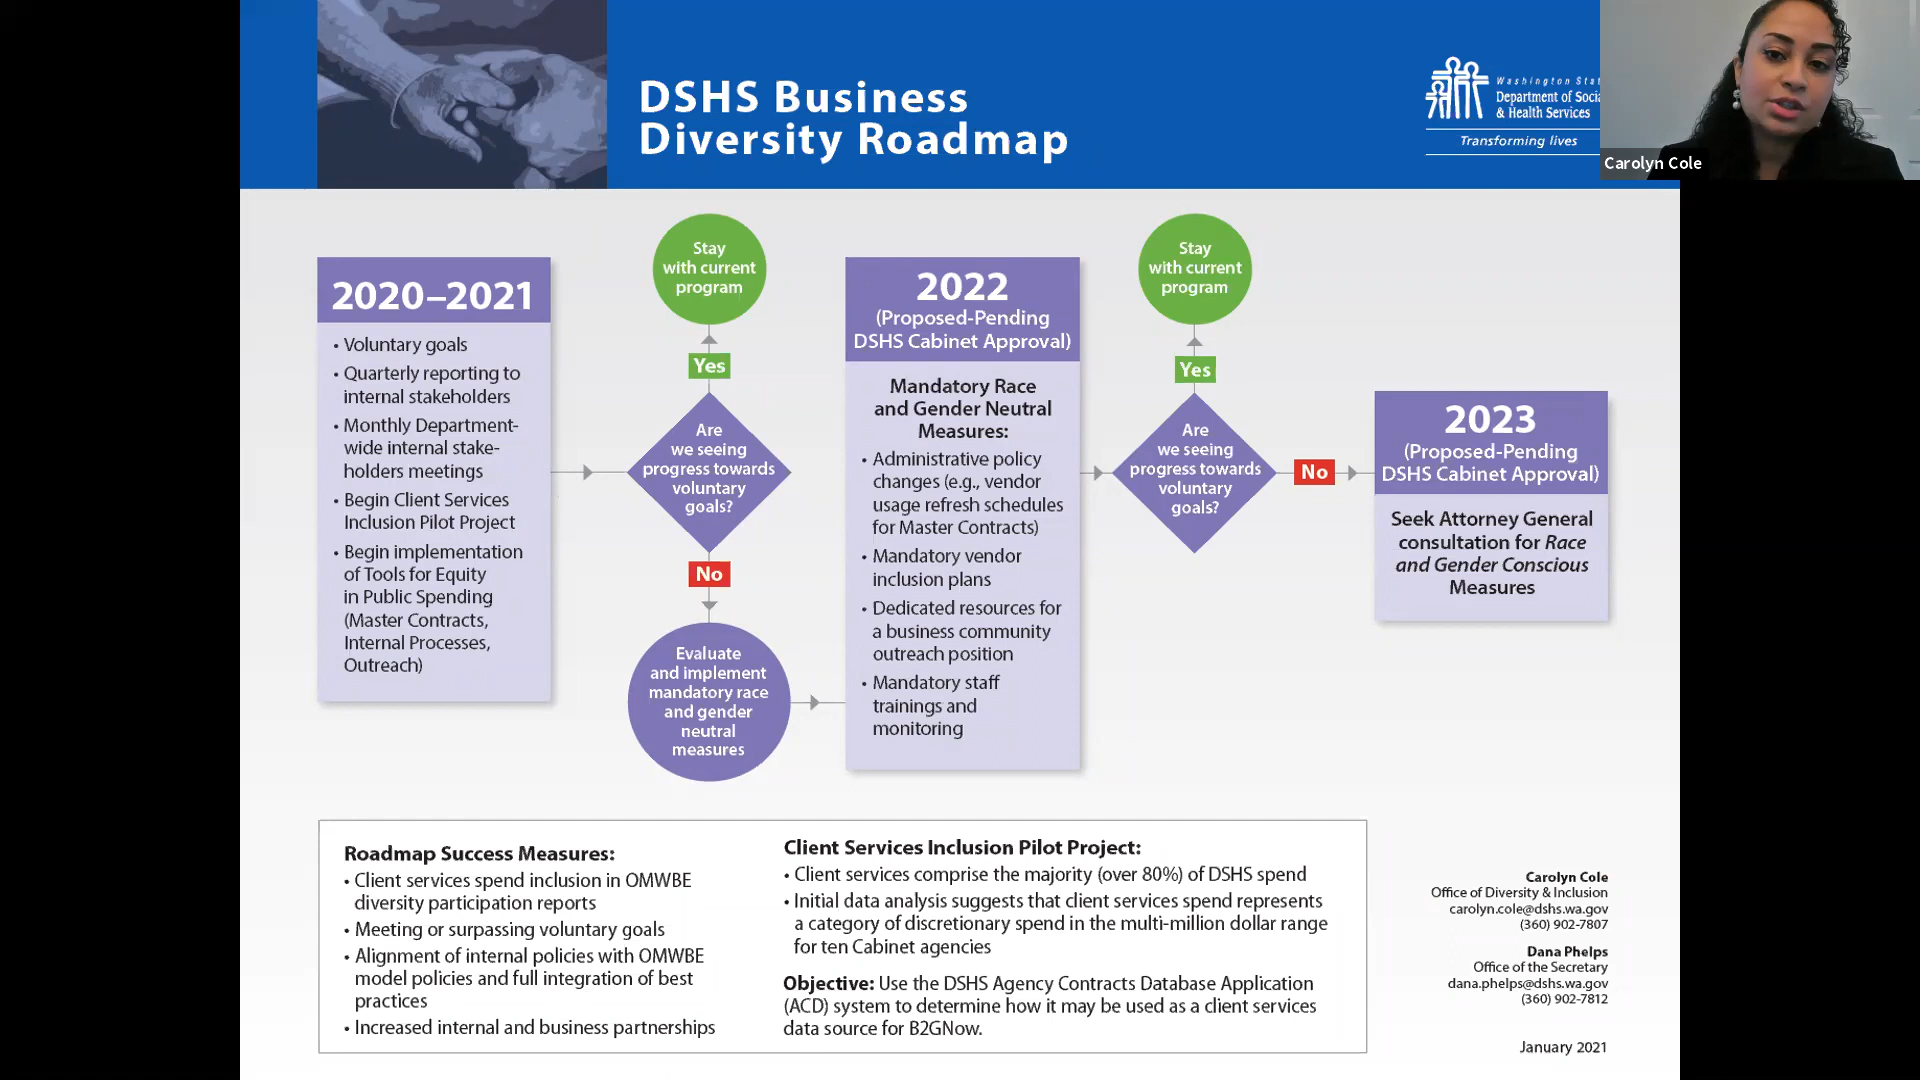 DSHS Business
Diversity Roadmap
Washington Stat
Department of Socia
& Health Services
Transforming lives
Carolyn Cole
2020–2021
• Voluntary goals
• Quarterly reporting to
internal stakeholders
• Monthly Department-
wide internal stake-
holders meetings
• Begin Client Services
Inclusion Pilot Project
• Begin implementation
of Tools for Equity
in Public Spending
(Master Contracts,
Internal Processes,
Outreach)
Stay
with current
program
Yes
Are
we seeing
progress towards
voluntary
goals?
No
Evaluate
and implement
mandatory race
and gender
neutral
measures
2022
(Proposed-Pending
DSHS Cabinet Approval)
Mandatory Race
and Gender Neutral
Measures:
• Administrative policy
changes (e.g., vendor
usage refresh schedules
for Master Contracts)
• Mandatory vendor
inclusion plans
• Dedicated resources for
a business community
outreach position
• Mandatory staff
trainings and
monitoring
Stay
with current
program
Yes
Are
we seeing
progress towards
voluntary
goals?
No
2023
(Proposed-Pending
DSHS Cabinet Approval)
Seek Attorney General
consultation for Race
and Gender Conscious
Measures
Roadmap Success Measures:
• Client services spend inclusion in OMWBE
diversity participation reports
• Meeting or surpassing voluntary goals
• Alignment of internal policies with OMWBE
model policies and full integration of best
practices
• Increased internal and business partnerships
Client Services Inclusion Pilot Project:
• Client services comprise the majority (over 80%) of DSHS spend
• Initial data analysis suggests that client services spend represents
a category of discretionary spend in the multi-million dollar range
for ten Cabinet agencies
Objective: Use the DSHS Agency Contracts Database Application
(ACD) system to determine how it may be used as a client services
data source for B2GNow.
Carolyn Cole
Office of Diversity & Inclusion
carolyn.cole@dshs.wa.gov
(360) 902-7807
Dana Phelps
Office of the Secretary
dana.phelps@dshs.wa.gov
(360) 902-7812
January 2021